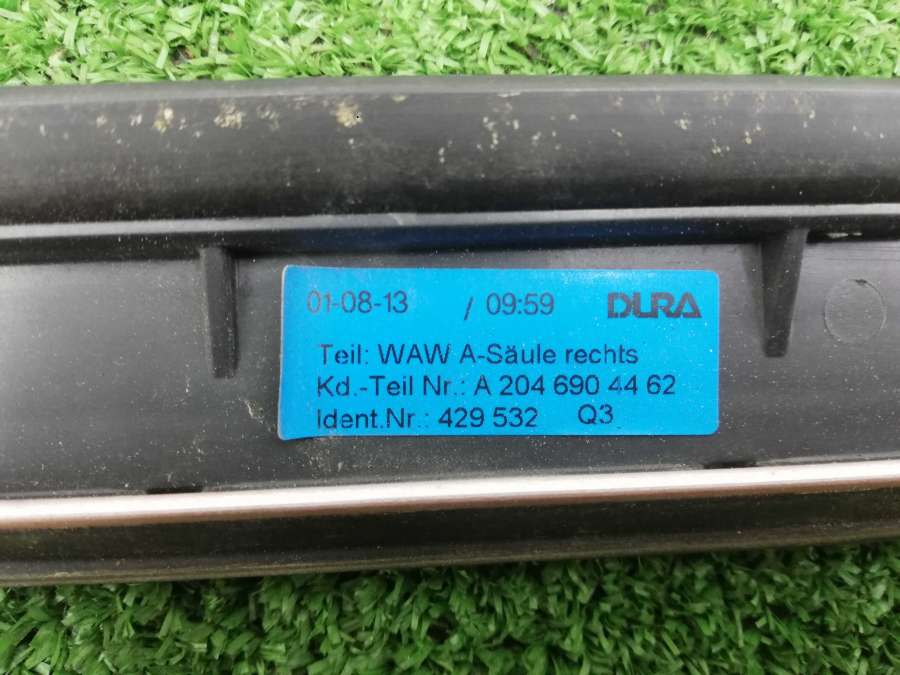 01-08-13 / 09:59 DURA
Teil: WAW A-Säule rechts
Kd.-Teil Nr.: A 204 690 44 62
Ident.Nr.: 429 532 Q3